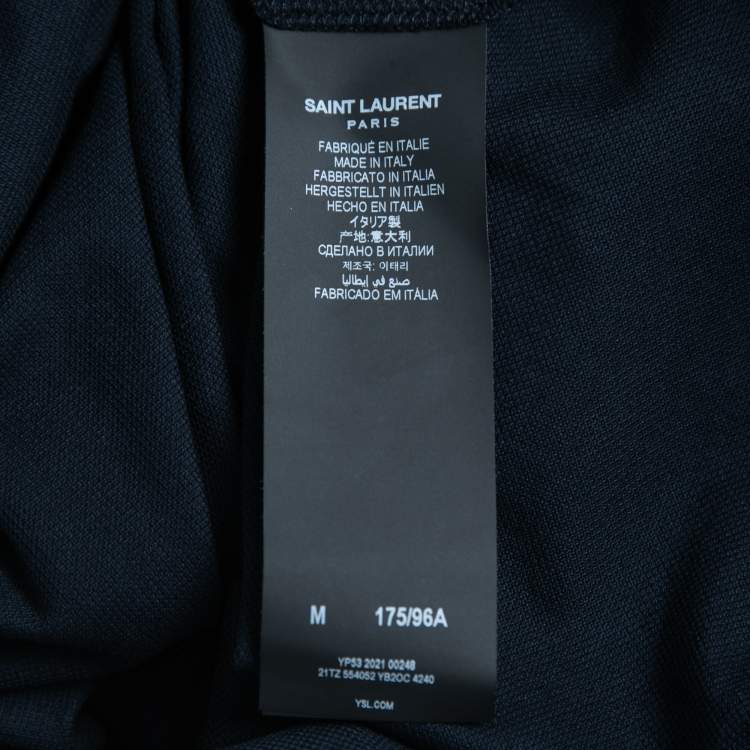 SAINT LAURENT
PARIS
FABRIQUÉ EN ITALIE
MADE IN ITALY
FABBRICATO IN ITALIA
HERGESTELLT IN ITALIEN
HECHO EN ITALIA
イタリア製
产地:意大利
СДЕЛАНО В ИТАЛИИ
제조국: 이태리
صنع في إيطاليا
FABRICADO EM ITÀLIA
M 175/96A
YP53 2021 00248
21TZ 554052 YB2OC 4240
YSL.COM